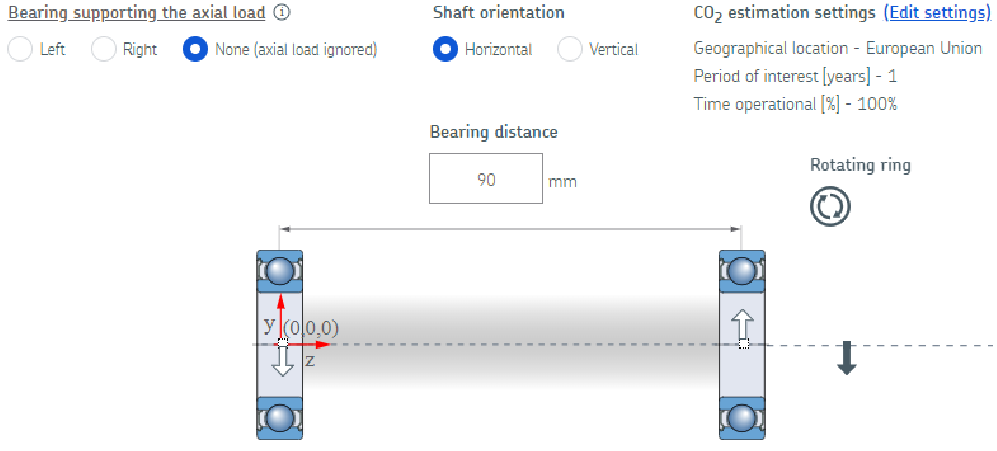 Bearing supporting the axial load ⓘ
Left Right None (axial load ignored)
Shaft orientation
Horizontal Vertical
CO₂ estimation settings (Edit settings)
Geographical location - European Union
Period of interest [years] - 1
Time operational [%] - 100%
Bearing distance
90 mm
Rotating ring
y (0,0,0)
z